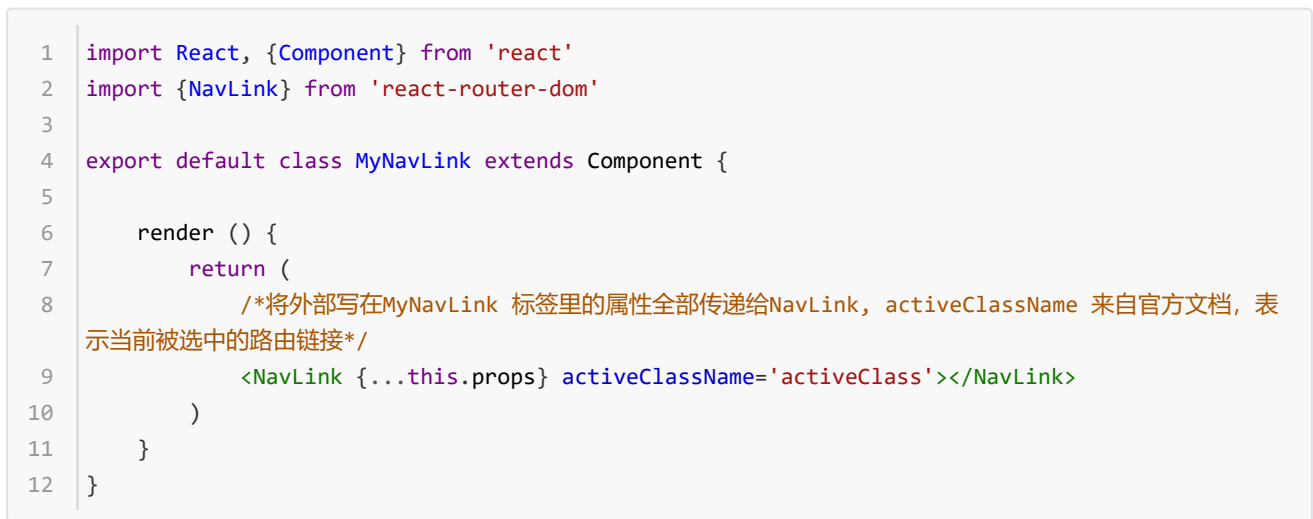 1 import React, {Component} from 'react'
2 import {NavLink} from 'react-router-dom'
3
4 export default class MyNavLink extends Component {
5
6     render () {
7         return (
8             /*将外部写在MyNavLink 标签里的属性全部传递给NavLink, activeClassName 来自官方文档, 表
示当前被选中的路由链接*/
9             <NavLink {...this.props} activeClassName='activeClass'></NavLink>
10         )
11     }
12 }